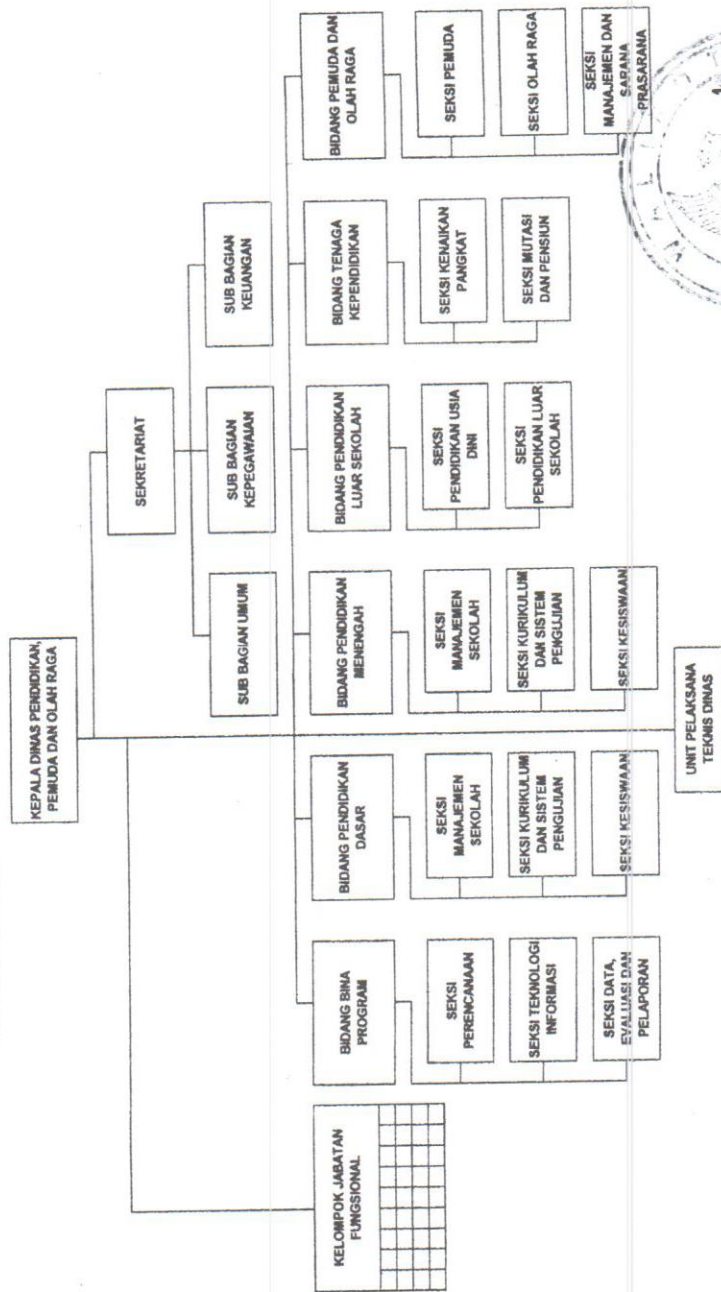 KEPALA DINAS PENDIDIKAN,
PEMUDA DAN OLAH RAGA
SEKRETARIAT
SUB BAGIAN UMUM
SUB BAGIAN
KEPEGAWAIAN
SUB BAGIAN
KEUANGAN
KELOMPOK JABATAN
FUNGSIONAL
BIDANG BINA
PROGRAM
SEKSI
PERENCANAAN
SEKSI TEKNOLOGI
INFORMASI
SEKSI DATA,
EVALUASI DAN
PELAPORAN
BIDANG PENDIDIKAN
DASAR
SEKSI
MANAJEMEN
SEKOLAH
SEKSI KURIKULUM
DAN SISTEM
PENGUJIAN
SEKSI KESISWAAN
BIDANG PENDIDIKAN
MENENGAH
SEKSI
MANAJEMEN
SEKOLAH
SEKSI KURIKULUM
DAN SISTEM
PENGUJIAN
SEKSI KESISWAAN
BIDANG PENDIDIKAN
LUAR SEKOLAH
SEKSI
PENDIDIKAN USIA
DINI
SEKSI
PENDIDIKAN LUAR
SEKOLAH
BIDANG TENAGA
KEPENDIDIKAN
SEKSI KENAIKAN
PANGKAT
SEKSI MUTASI
DAN PENSIUN
BIDANG PEMUDA DAN
OLAH RAGA
SEKSI PEMUDA
SEKSI OLAH RAGA
SEKSI
MANAJEMEN DAN
SARANA
PRASARANA
UNIT PELAKSANA
TEKNIS DINAS